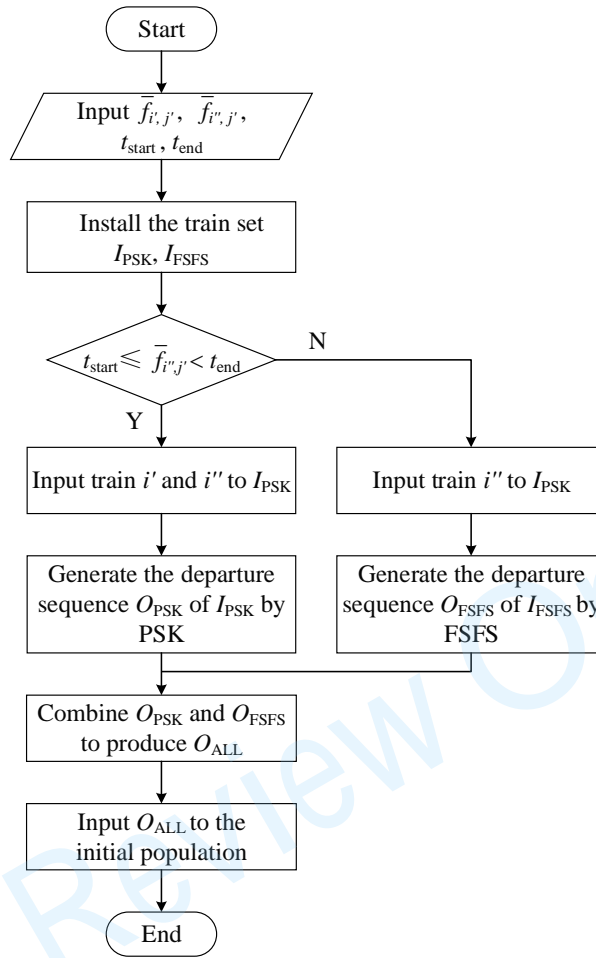 Start
Input f̅i′, j′, f̅i″, j′,
tstart , tend
Install the train set
IPSK, IFSFS
tstart ≤ f̅i″,j′ < tend
N
Y
Input train i′ and i″ to IPSK
Input train i″ to IPSK
Generate the departure
sequence OPSK of IPSK by
PSK
Generate the departure
sequence OFSFS of IFSFS by
FSFS
Combine OPSK and OFSFS
to produce OALL
Input OALL to the
initial population
End
Review